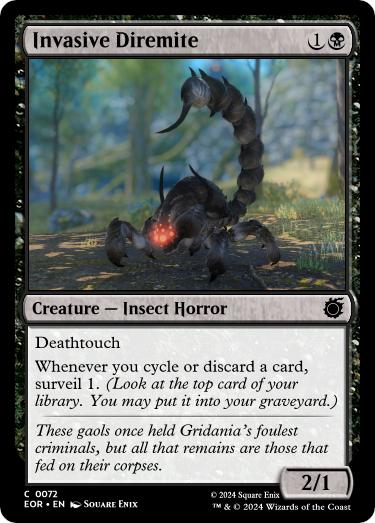 Invasive Diremite 1
Creature — Insect Horror
Deathtouch
Whenever you cycle or discard a card,
surveil 1. (Look at the top card of your
library. You may put it into your graveyard.)
These gaols once held Gridania's foulest
criminals, but all that remains are those that
fed on their corpses.
2/1
C 0072
EOR • EN SQUARE ENIX
© 2024 Square Enix
™ & © 2024 Wizards of the Coast